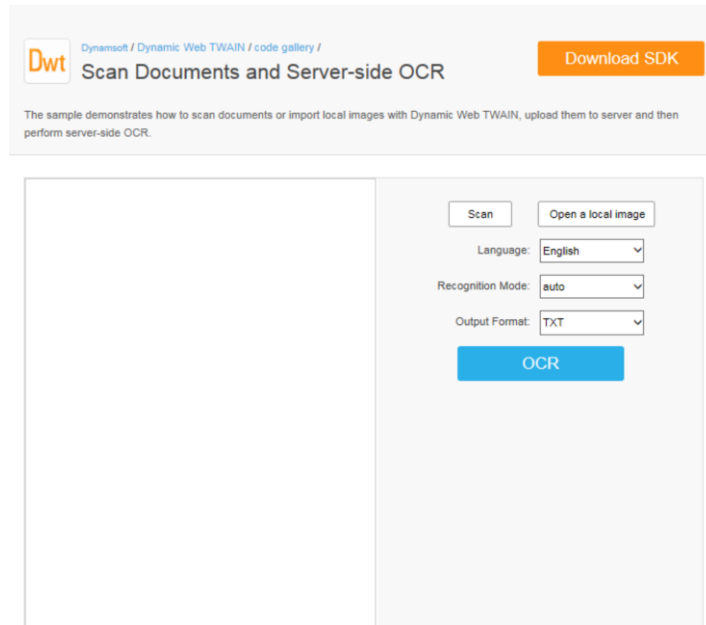 Dwt
Dynamsoft / Dynamic Web TWAIN / code gallery /
Scan Documents and Server-side OCR
Download SDK
The sample demonstrates how to scan documents or import local images with Dynamic Web TWAIN, upload them to server and then
perform server-side OCR.
Scan
Open a local image
Language: English
Recognition Mode: auto
Output Format: TXT
OCR